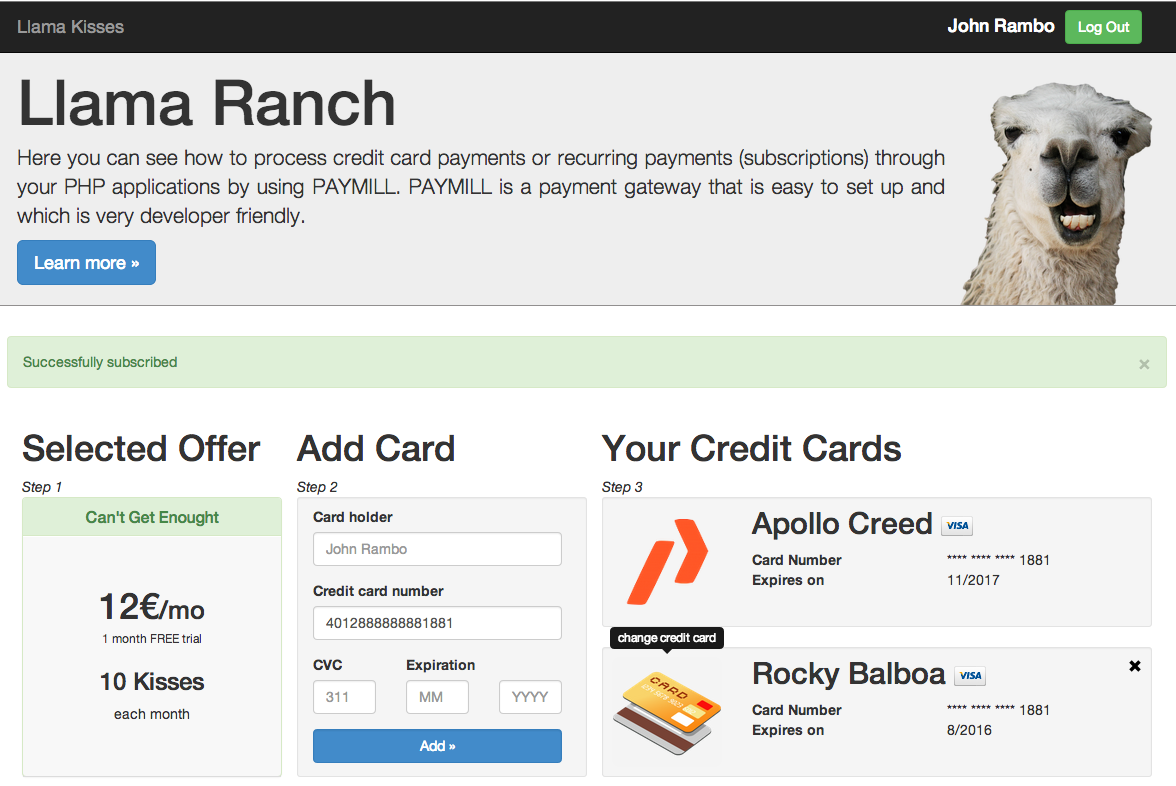 Llama Kisses
John Rambo
Log Out
Llama Ranch
Here you can see how to process credit card payments or recurring payments (subscriptions) through
your PHP applications by using PAYMILL. PAYMILL is a payment gateway that is easy to set up and
which is very developer friendly.
Learn more »
Successfully subscribed
×
Selected Offer
Step 1
Can't Get Enought
12€/mo
1 month FREE trial
10 Kisses
each month
Add Card
Step 2
Card holder
John Rambo
Credit card number
4012888888881881
CVC
Expiration
311
MM
YYYY
Add »
Your Credit Cards
Step 3
Apollo Creed VISA
Card Number **** **** **** 1881
Expires on 11/2017
change credit card
CARD
Rocky Balboa VISA
Card Number **** **** **** 1881
Expires on 8/2016